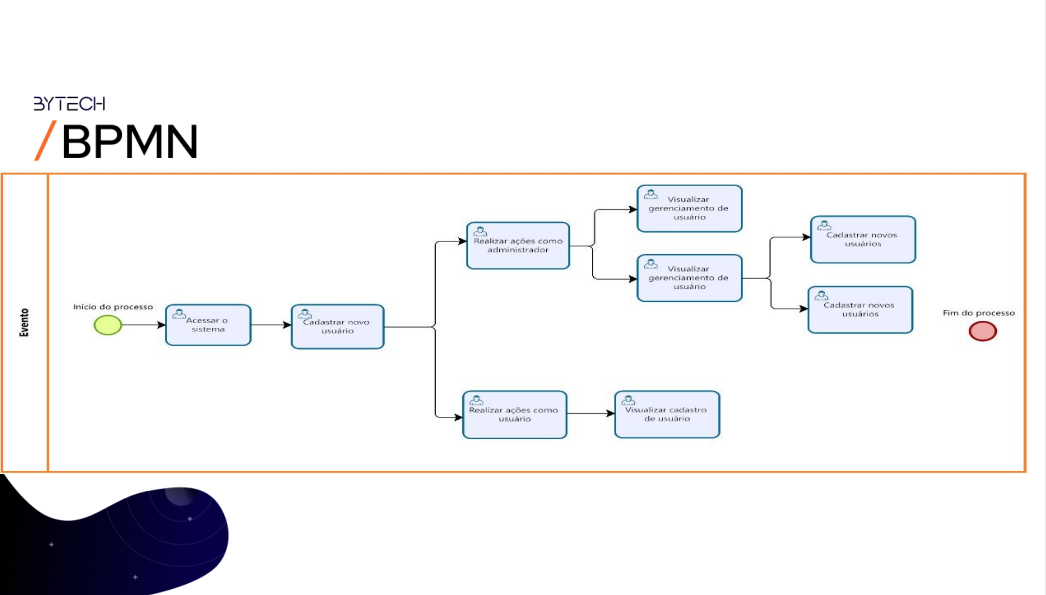 BYTECH
/BPMN
Evento
Início do processo
Acessar o
sistema
Cadastrar novo
usuário
Realizar ações como
administrador
Visualizar
gerenciamento de
usuário
Visualizar
gerenciamento de
usuário
Cadastrar novos
usuários
Cadastrar novos
usuários
Realizar ações como
usuário
Visualizar cadastro
de usuário
Fim do processo